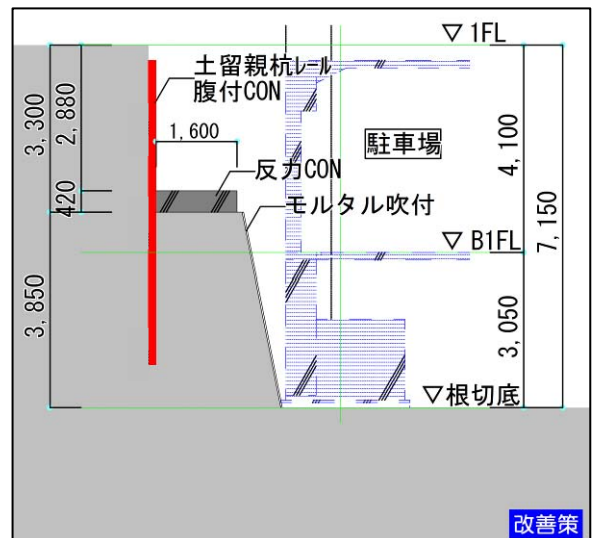 ▽ 1FL
土留親杭ﾚｰﾙ
腹付CON
3,300
2,880
1,600
駐車場
4,100
反力CON
420
モルタル吹付
7,150
▽ B1FL
3,850
3,050
▽根切底
改善策